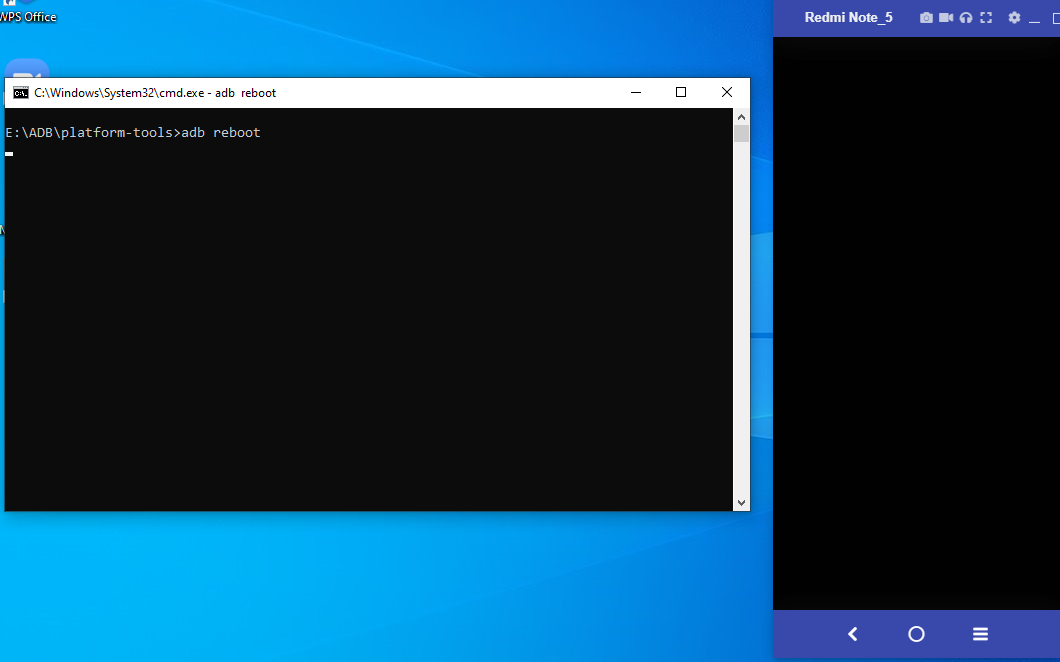 WPS Office
Redmi Note_5
C:\Windows\System32\cmd.exe - adb  reboot
C:\.
E:\ADB\platform-tools>adb reboot